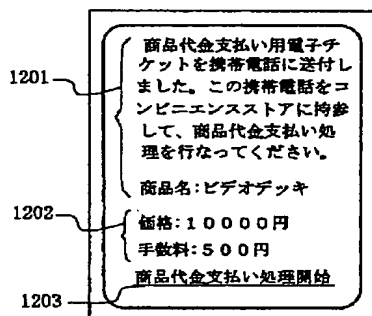 商品代金支払い用電子チ
ケットを携帯電話に送付し
ました。この携帯電話をコ
ンビニエンスストアに持参
して、商品代金支払い処
理を行なってください。
商品名:ビデオデッキ
価格:10000円
手数料:500円
商品代金支払い処理開始
1201
1202
1203